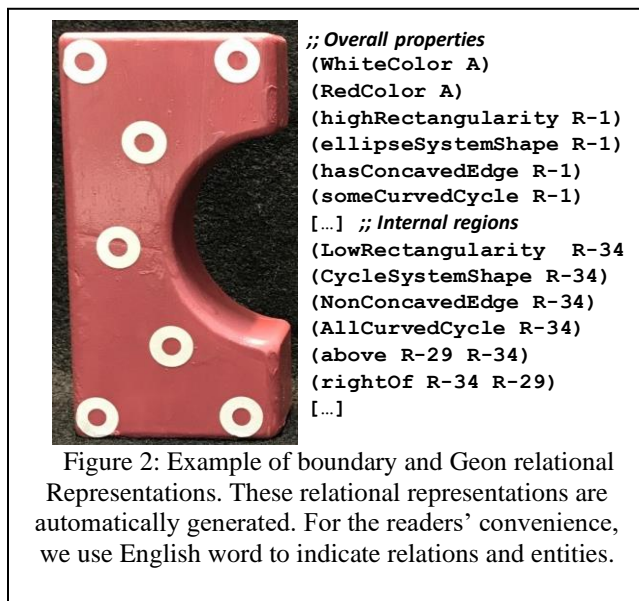 ;; Overall properties
(WhiteColor A)
(RedColor A)
(highRectangularity R-1)
(ellipseSystemShape R-1)
(hasConcavedEdge R-1)
(someCurvedCycle R-1)
[…] ;; Internal regions
(LowRectangularity R-34
(CycleSystemShape R-34)
(NonConcavedEdge R-34)
(AllCurvedCycle R-34)
(above R-29 R-34)
(rightOf R-34 R-29)
[…]
Figure 2: Example of boundary and Geon relational
Representations. These relational representations are
automatically generated. For the readers’ convenience,
we use English word to indicate relations and entities.